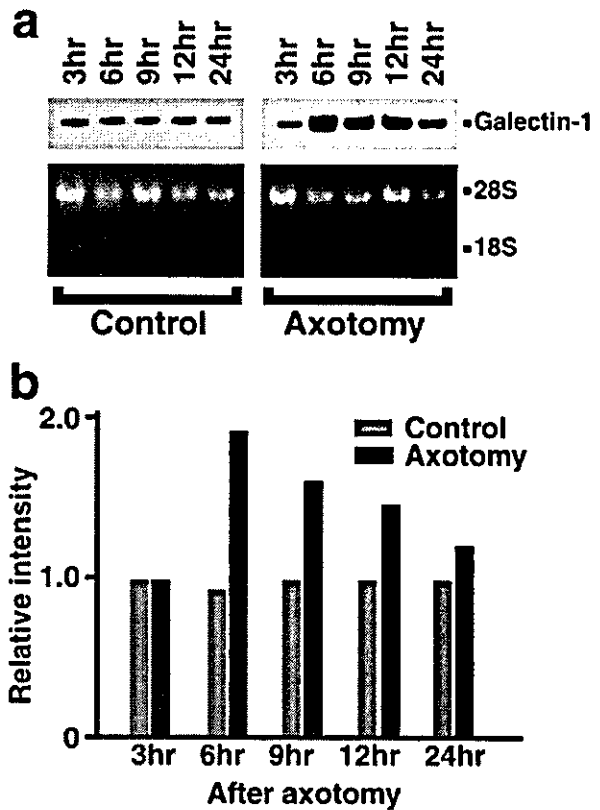 a
3hr 6hr 9hr 12hr 24hr 3hr 6hr 9hr 12hr 24hr
Galectin-1
28S
18S
Control Axotomy
b
2.0
1.0
0
Relative intensity
Control
Axotomy
3hr 6hr 9hr 12hr 24hr
After axotomy